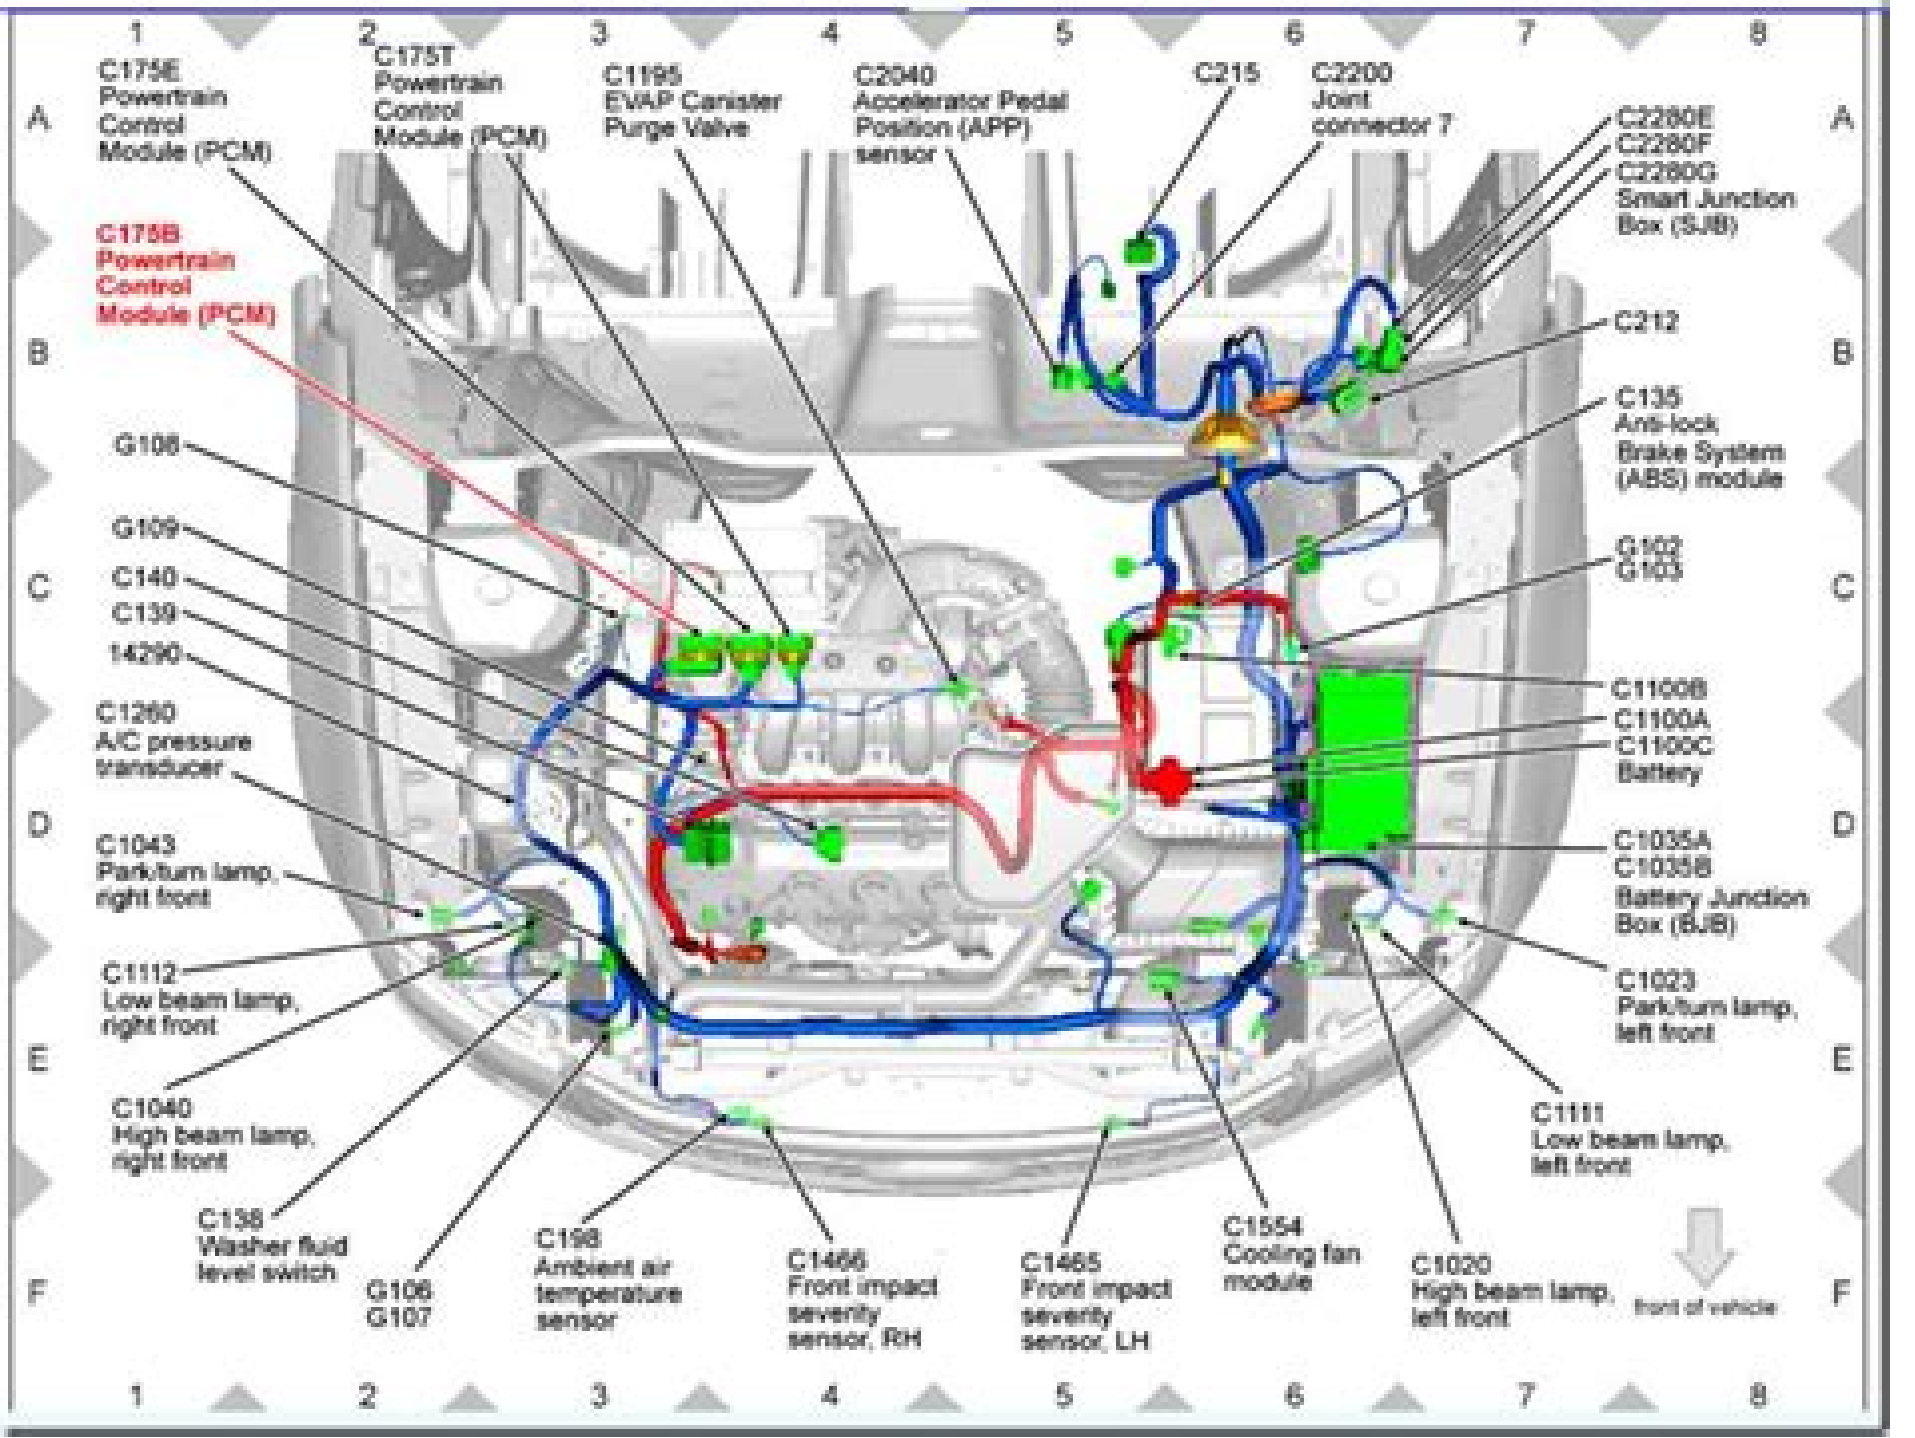 1 2 3 4 5 6 7 8
A
B
C
D
E
F
C175E
Powertrain
Control
Module (PCM)
C175T
Powertrain
Control
Module (PCM)
C1195
EVAP Canister
Purge Valve
C2040
Accelerator Pedal
Position (APP)
sensor
C215
C2200
Joint
connector 7
A
B
C
D
E
F
C2280E
C2280F
C2280G
Smart Junction
Box (SJB)
C175B
Powertrain
Control
Module (PCM)
C212
C135
Anti-lock
Brake System
(ABS) module
G108
G109
C140
C139
14290
G102
G103
C1260
A/C pressure
transducer
C1100B
C1100A
C1100C
Battery
C1043
Park/turn lamp,
right front
C1035A
C1035B
Battery Junction
Box (BJB)
C1112
Low beam lamp,
right front
C1023
Park/turn lamp,
left front
C1040
High beam lamp,
right front
C1111
Low beam lamp,
left front
C138
Washer fluid
level switch
G106
G107
C198
Ambient air
temperature
sensor
C1466
Front impact
severity
sensor, RH
C1465
Front impact
severity
sensor, LH
C1554
Cooling fan
module
C1020
High beam lamp,
left front
front of vehicle
1 2 3 4 5 6 7 8